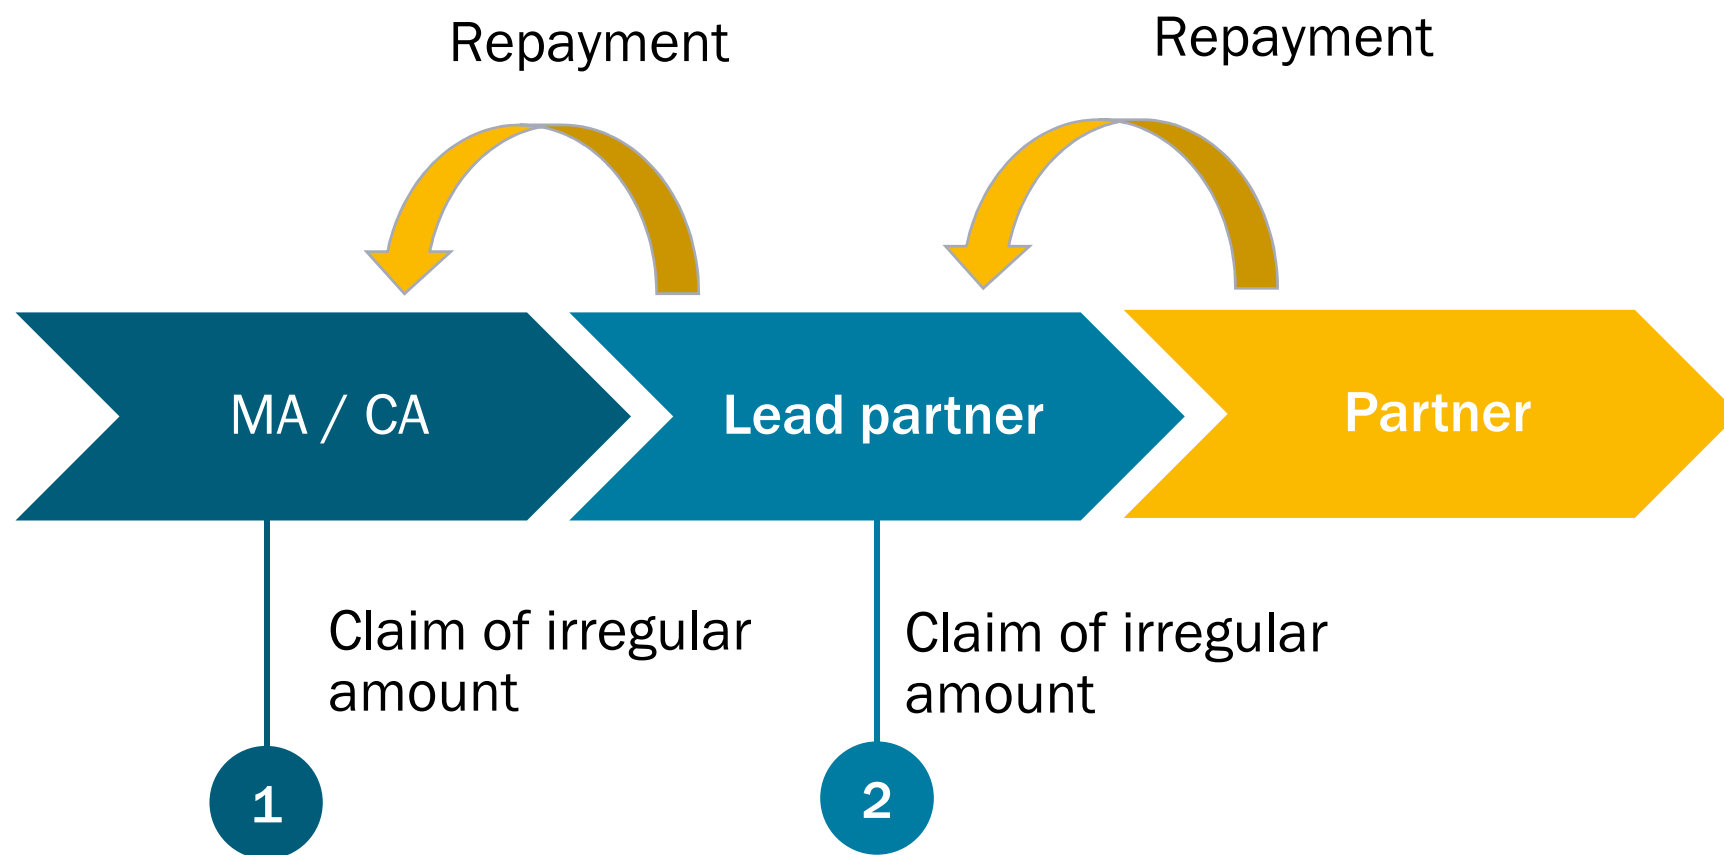 Repayment
Repayment
MA / CA
Lead partner
Partner
Claim of irregular
amount
Claim of irregular
amount
1
2